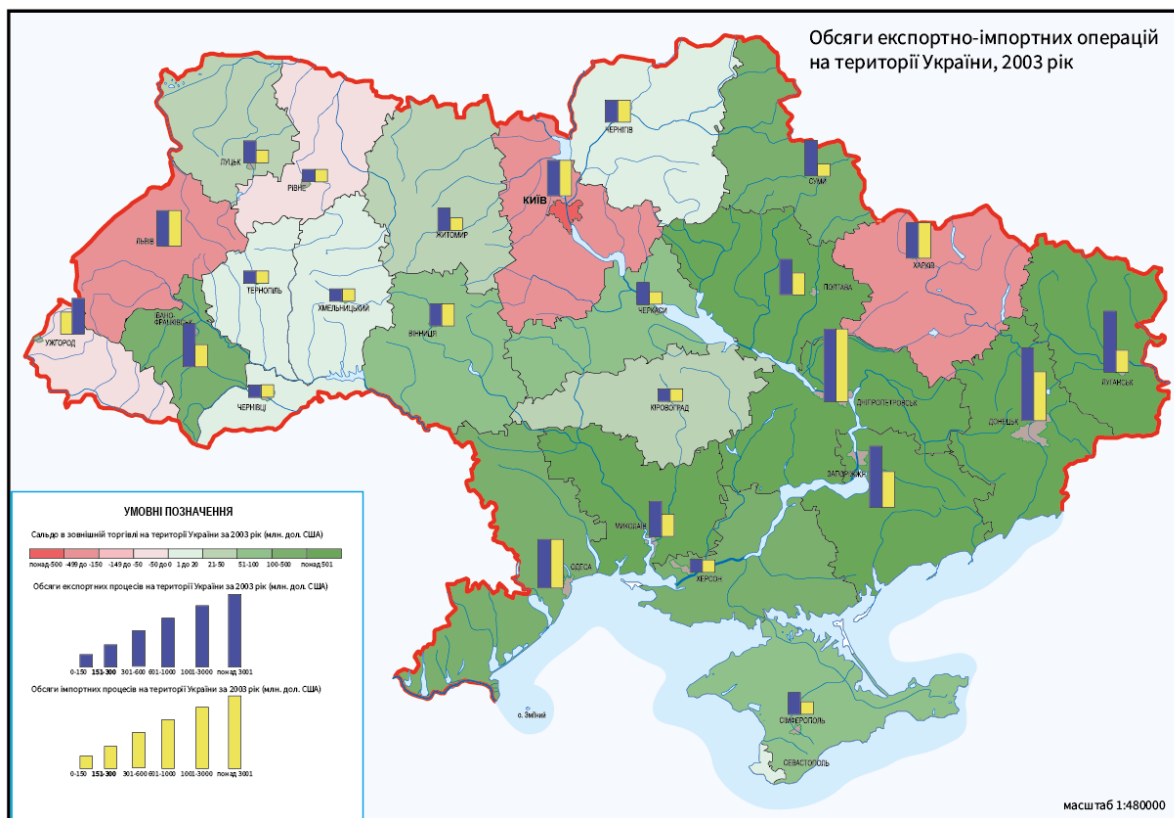 Обсяги експортно-імпортних операцій
на території України, 2003 рік
ЧЕРНІГІВ
ЛУЦЬК
РІВНЕ
СУМИ
КИЇВ
ЖИТОМИР
ЛЬВІВ
ХАРКІВ
ТЕРНОПІЛЬ
ХМЕЛЬНИЦЬКИЙ
ПОЛТАВА
ЧЕРКАСИ
ІВАНО-
ФРАНКІВСЬК
ВІННИЦЯ
УЖГОРОД
ЛУГАНСЬК
ЧЕРНІВЦІ
КІРОВОГРАД
ДНІПРОПЕТРОВСЬК
ДОНЕЦЬК
ЗАПОРІЖЖЯ
МИКОЛАЇВ
ОДЕСА
ХЕРСОН
о. Зміїний
СІМФЕРОПОЛЬ
СЕВАСТОПОЛЬ
УМОВНІ ПОЗНАЧЕННЯ
Сальдо в зовнішній торгівлі на території України за 2003 рік (млн. дол. США)
понад-500 -499 до -150 -149 до -50 -50 до 0 1 до 20 21-50 51-100 100-500 понад 501
Обсяги експортних процесів на території України за 2003 рік (млн. дол. США)
0-150 151-300 301-600 601-1000 1001-3000 понад 3001
Обсяги імпортних процесів на території України за 2003 рік (млн. дол. США)
0-150 151-300 301-600 601-1000 1001-3000 понад 3001
масштаб 1:480000